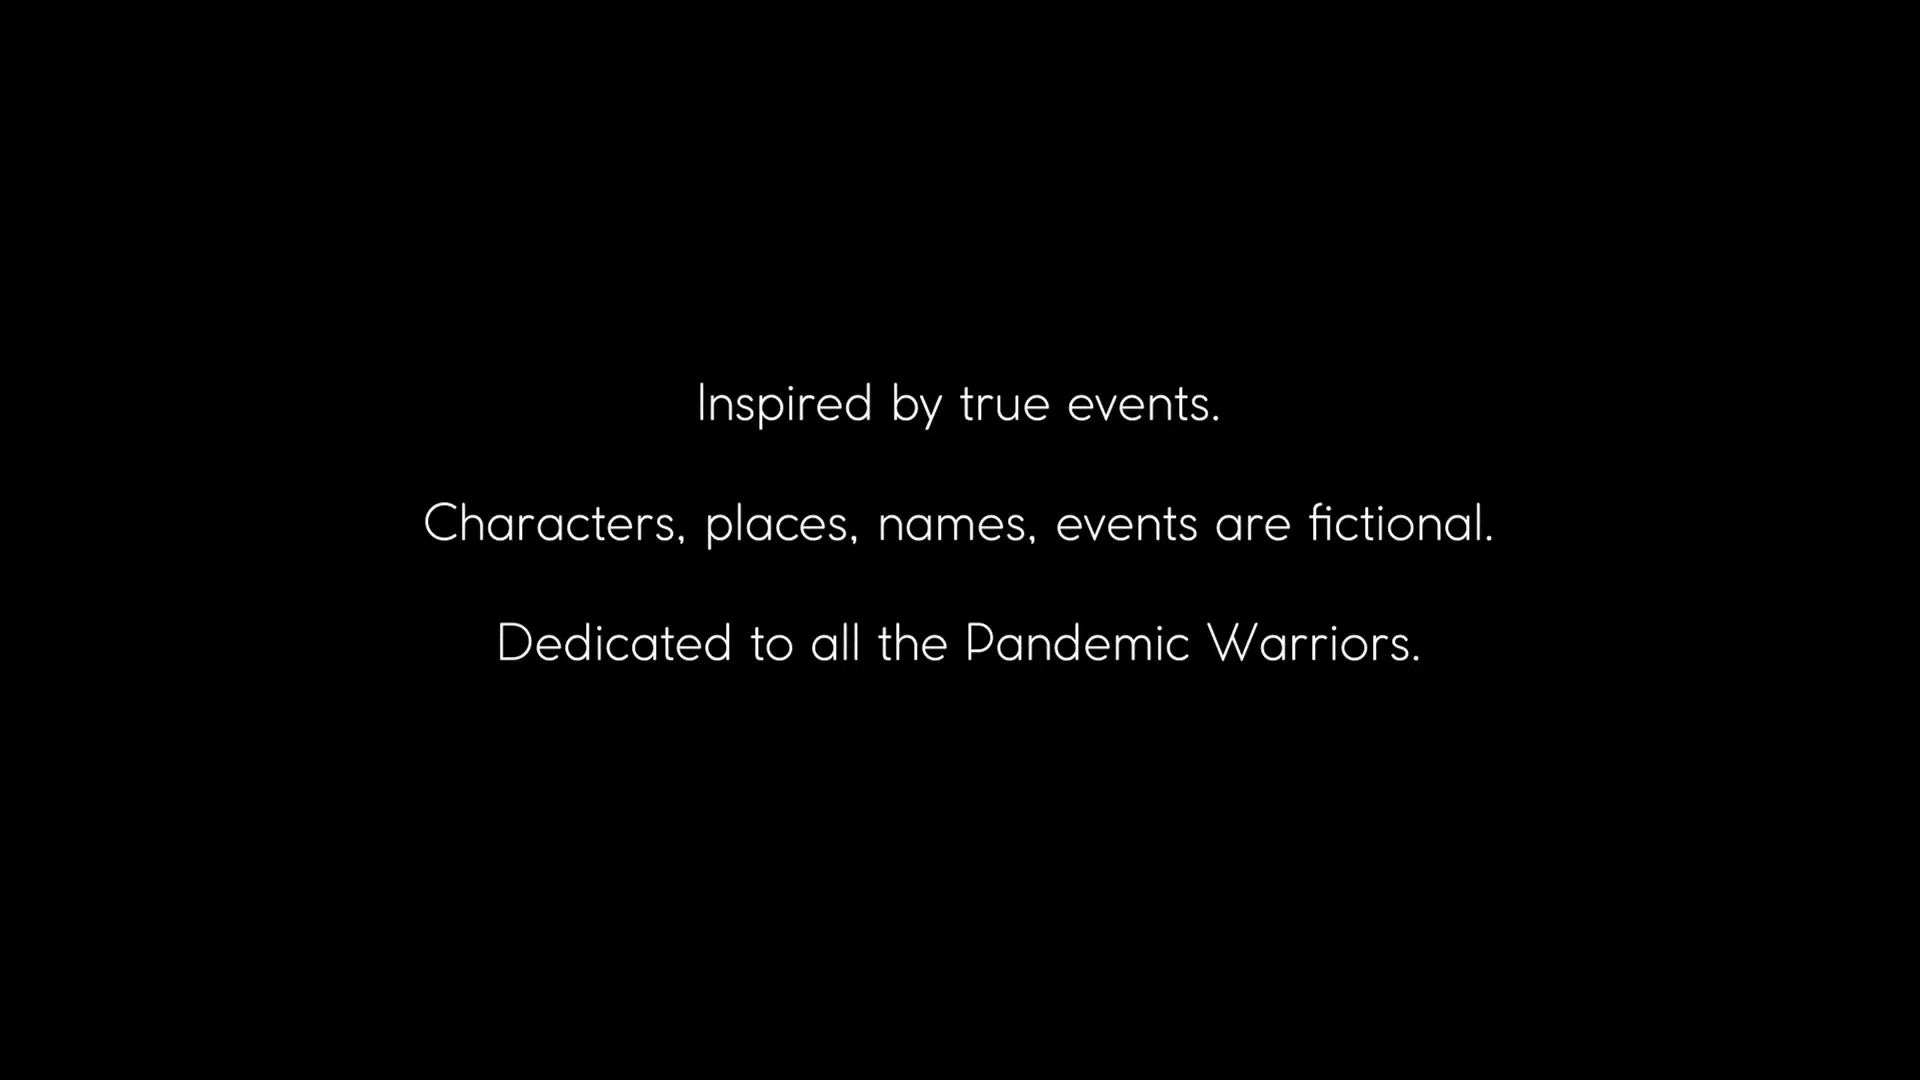 Inspired by true events.
Characters, places, names, events are fictional.
Dedicated to all the Pandemic Warriors.